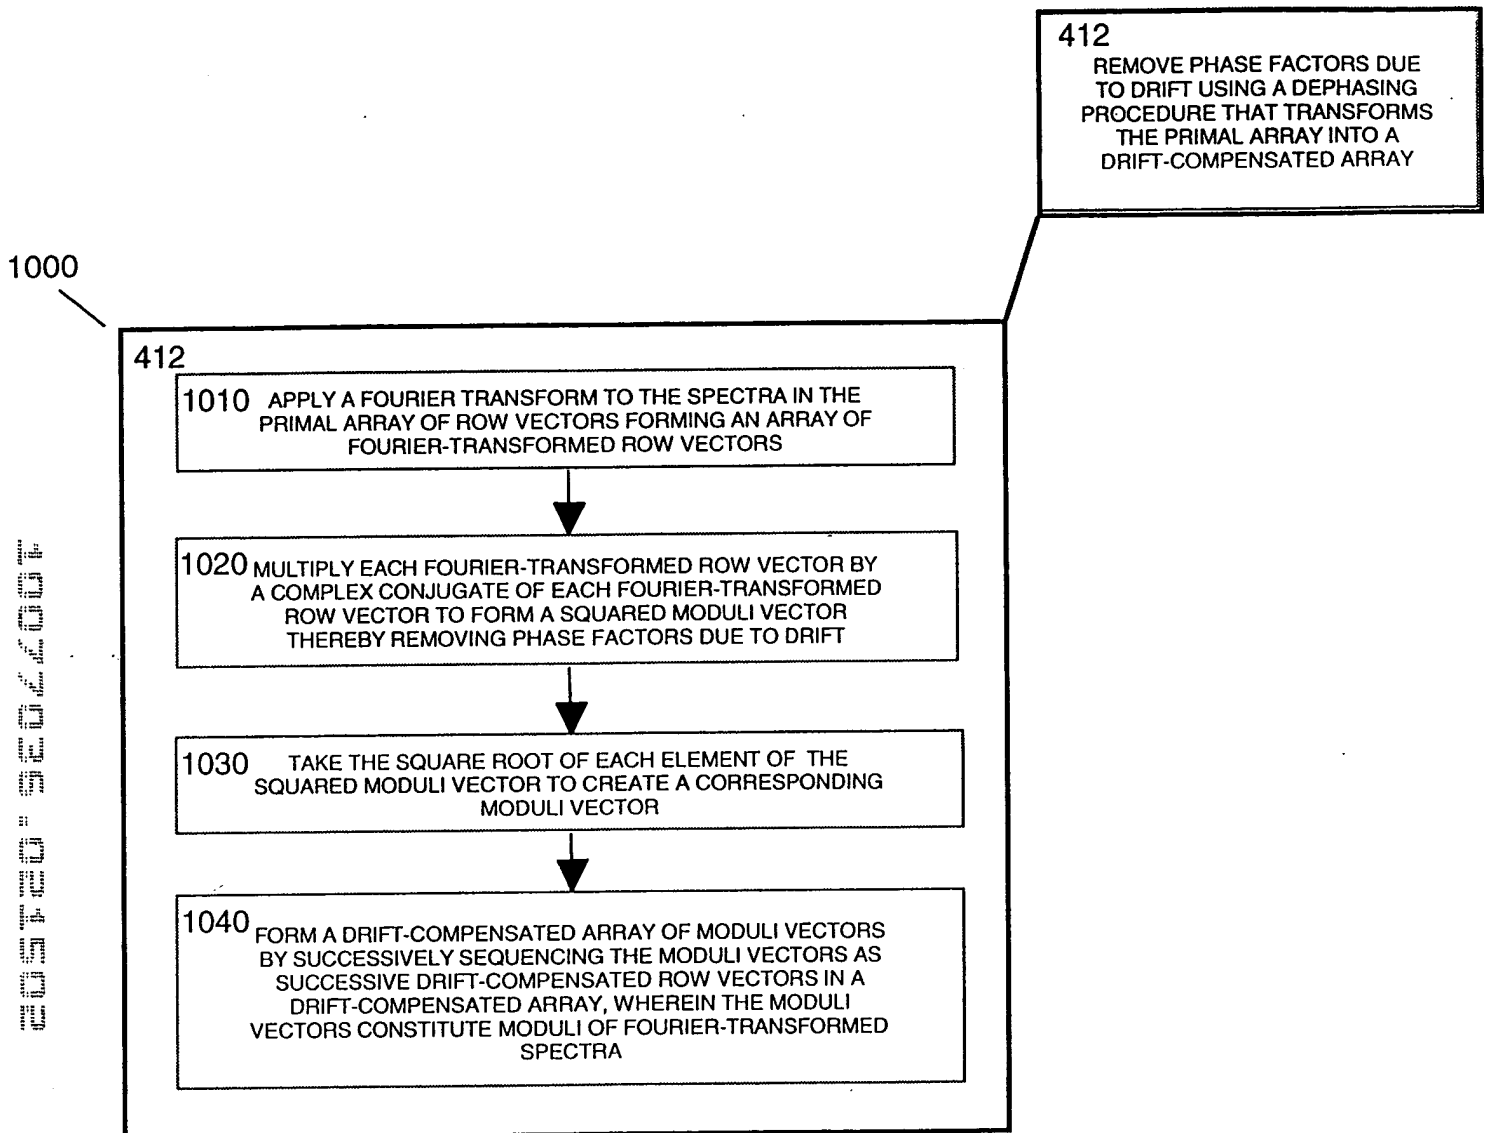 412
REMOVE PHASE FACTORS DUE
TO DRIFT USING A DEPHASING
PROCEDURE THAT TRANSFORMS
THE PRIMAL ARRAY INTO A
DRIFT-COMPENSATED ARRAY
1000
412
1010 APPLY A FOURIER TRANSFORM TO THE SPECTRA IN THE
PRIMAL ARRAY OF ROW VECTORS FORMING AN ARRAY OF
FOURIER-TRANSFORMED ROW VECTORS
1020 MULTIPLY EACH FOURIER-TRANSFORMED ROW VECTOR BY
A COMPLEX CONJUGATE OF EACH FOURIER-TRANSFORMED
ROW VECTOR TO FORM A SQUARED MODULI VECTOR
THEREBY REMOVING PHASE FACTORS DUE TO DRIFT
1030 TAKE THE SQUARE ROOT OF EACH ELEMENT OF THE
SQUARED MODULI VECTOR TO CREATE A CORRESPONDING
MODULI VECTOR
1040 FORM A DRIFT-COMPENSATED ARRAY OF MODULI VECTORS
BY SUCCESSIVELY SEQUENCING THE MODULI VECTORS AS
SUCCESSIVE DRIFT-COMPENSATED ROW VECTORS IN A
DRIFT-COMPENSATED ARRAY, WHEREIN THE MODULI
VECTORS CONSTITUTE MODULI OF FOURIER-TRANSFORMED
SPECTRA